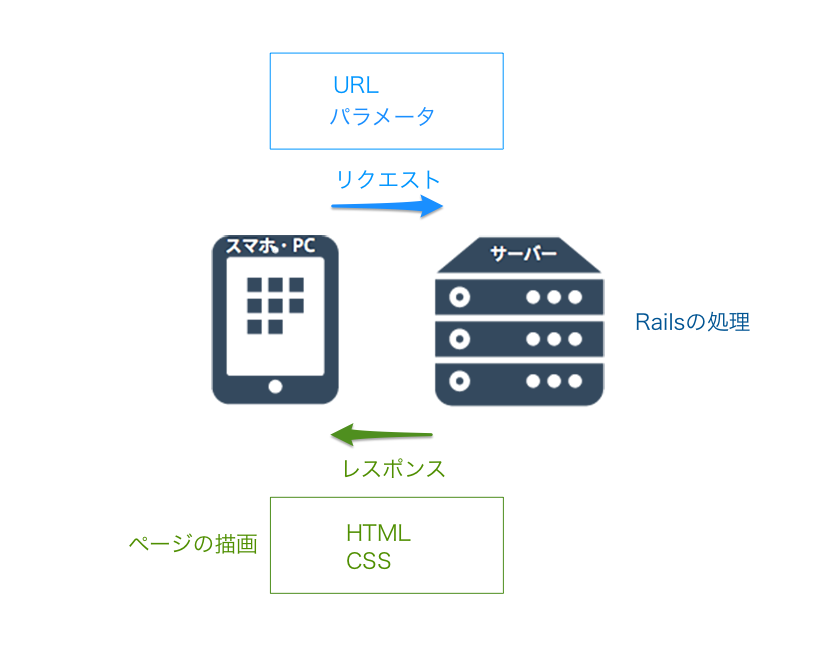 URL
パラメータ
リクエスト
スマホ・PC
サーバー
Railsの処理
レスポンス
ページの描画
HTML
CSS